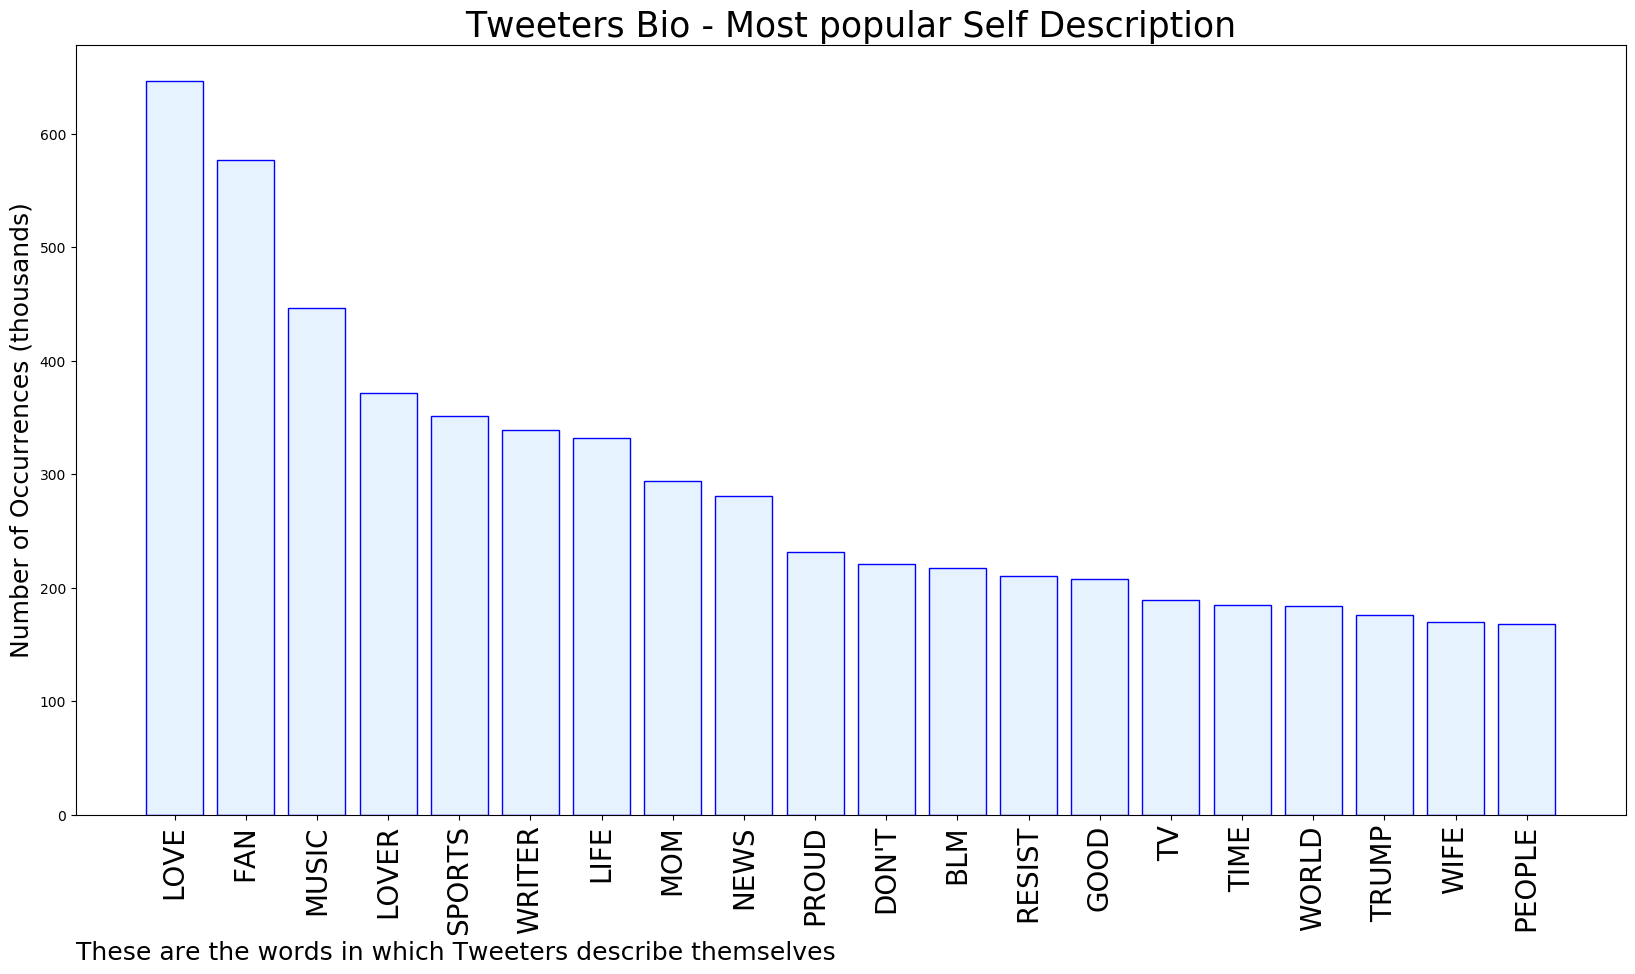 Tweeters Bio - Most popular Self Description
Number of Occurrences (thousands)
600
500
400
300
200
100
0
LOVE
FAN
MUSIC
LOVER
SPORTS
WRITER
LIFE
MOM
NEWS
PROUD
DON'T
BLM
RESIST
GOOD
TV
TIME
WORLD
TRUMP
WIFE
PEOPLE
These are the words in which Tweeters describe themselves